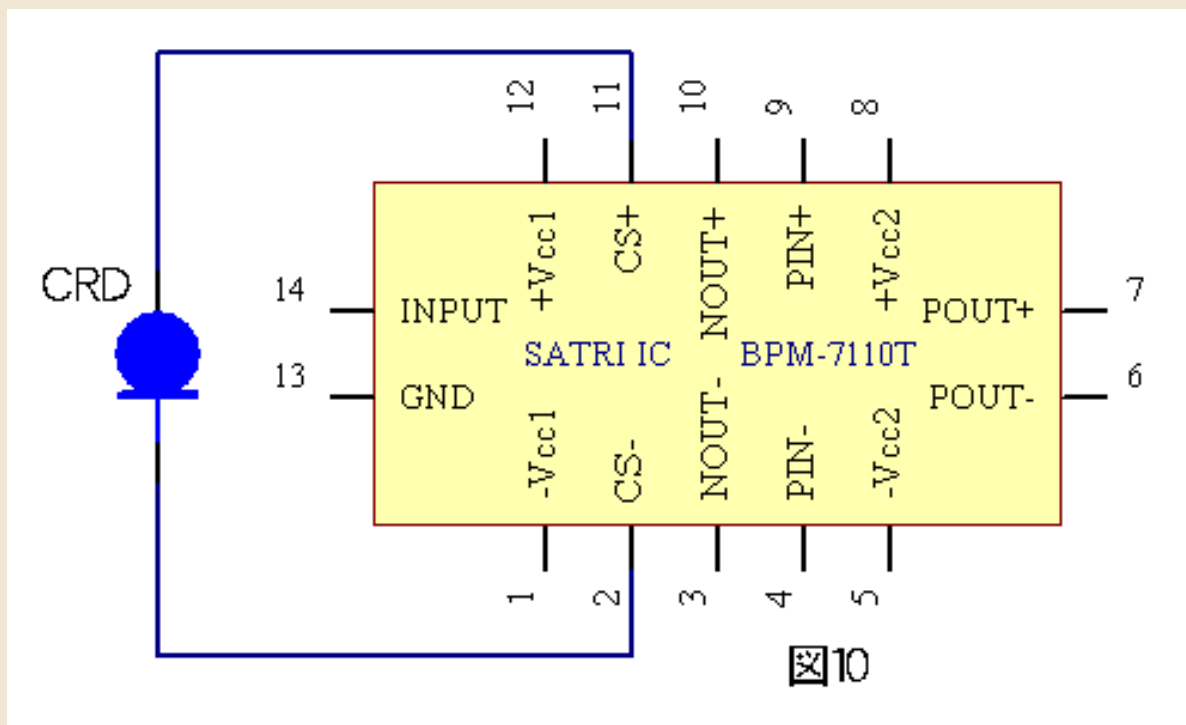 12 11 10 9 8
+Vcc1 CS+ NOUT+ PIN+ +Vcc2
CRD
14 INPUT POUT+ 7
SATRI IC BPM-7110T
13 GND POUT- 6
-Vcc1 CS- NOUT- PIN- -Vcc2
1 2 3 4 5
図10